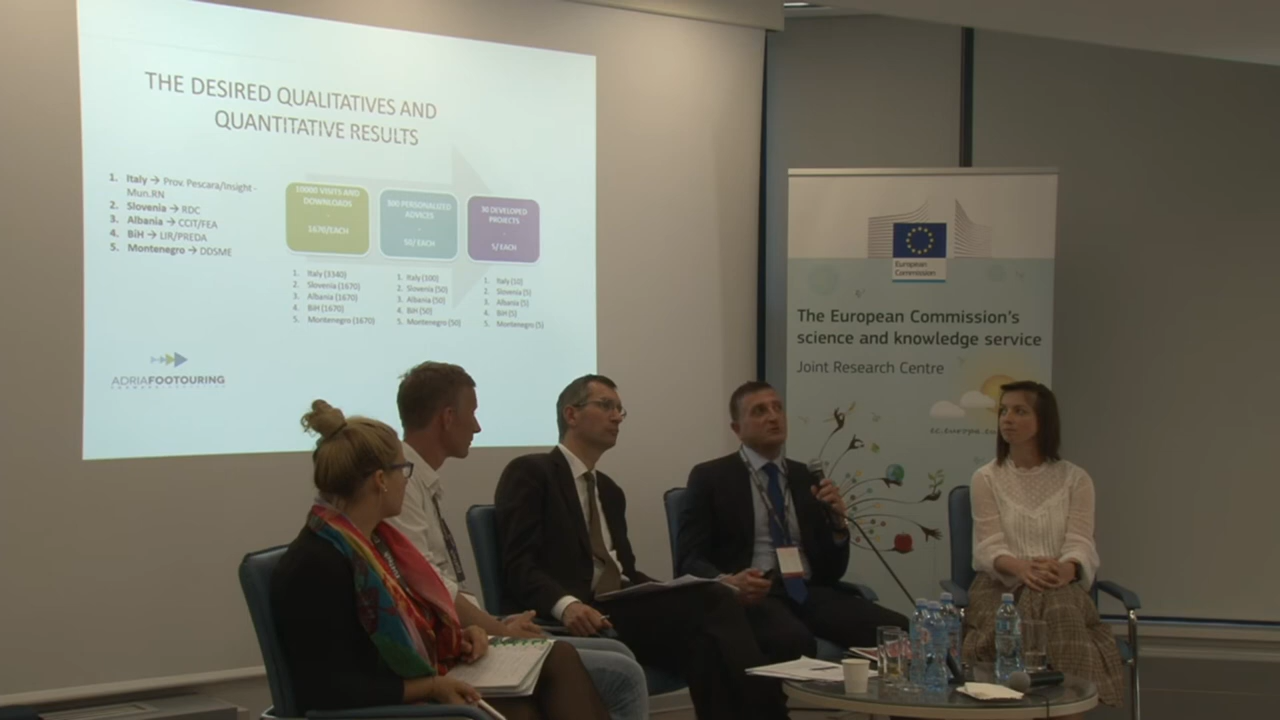 THE DESIRED QUALITATIVES AND
QUANTITATIVE RESULTS
1. Italy → Prov. Pescara/Insight -
Mun.RN
2. Slovenia → RDC
3. Albania → CCIT/FEA
4. BiH → LIR/PREDA
5. Montenegro → DDSME
10000 VISITS AND
DOWNLOADS
1670/EACH
300 PERSONALIZED
ADVICES
50/ EACH
30 DEVELOPED
PROJECTS
5/ EACH
1. Italy (3340)
2. Slovenia (1670)
3. Albania (1670)
4. BiH (1670)
5. Montenegro (1670)
1. Italy (100)
2. Slovenia (50)
3. Albania (50)
4. BiH (50)
5. Montenegro (50)
1. Italy (10)
2. Slovenia (5)
3. Albania (5)
4. BiH (5)
5. Montenegro (5)
ADRIAFOOTOURING
European
Commission
The European Commission's
science and knowledge service
Joint Research Centre
ec.europa.eu